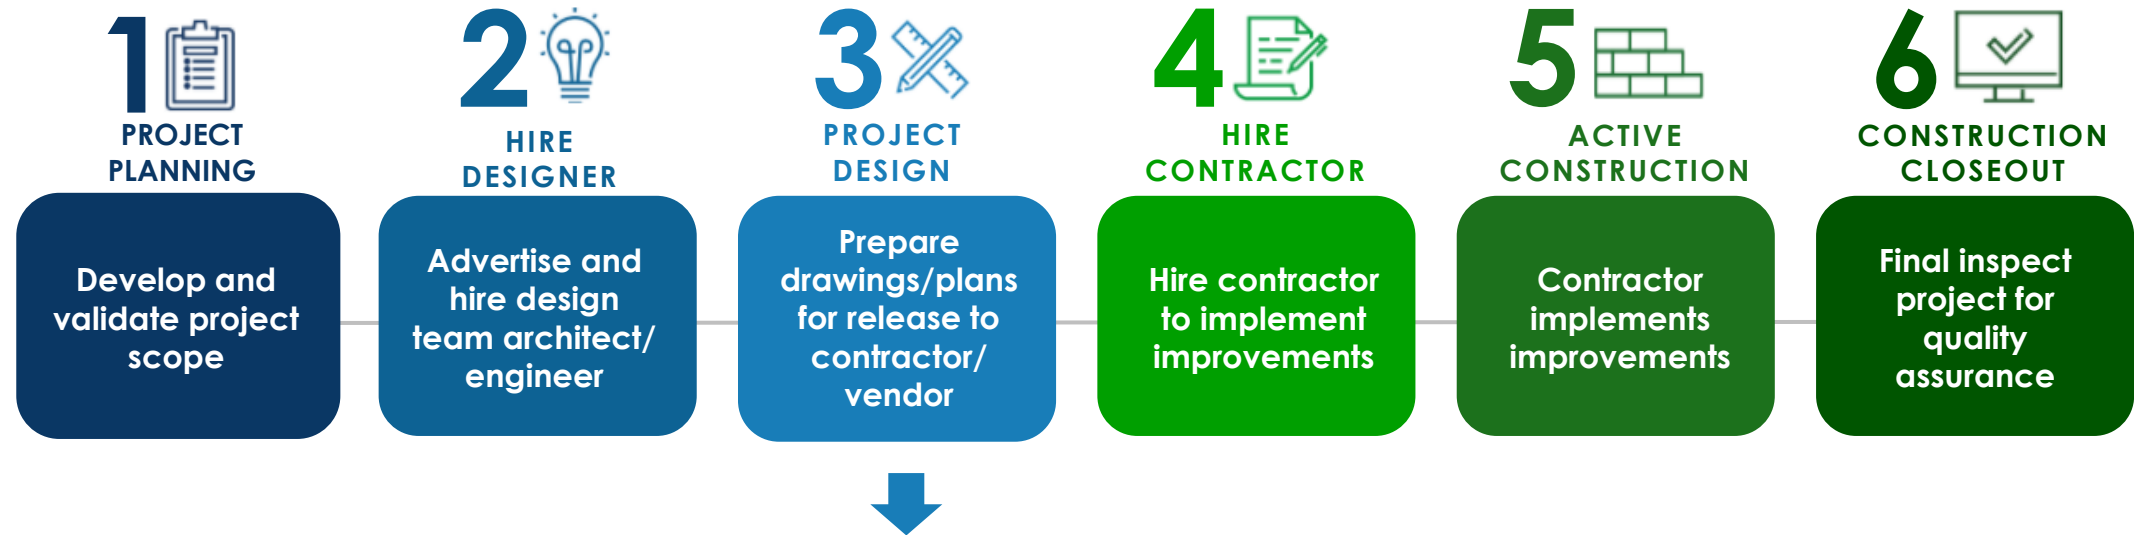 1
PROJECT
PLANNING
Develop and
validate project
scope
2
HIRE
DESIGNER
Advertise and
hire design
team architect/
engineer
3
PROJECT
DESIGN
Prepare
drawings/plans
for release to
contractor/
vendor
4
HIRE
CONTRACTOR
Hire contractor
to implement
improvements
5
ACTIVE
CONSTRUCTION
Contractor
implements
improvements
6
CONSTRUCTION
CLOSEOUT
Final inspect
project for
quality
assurance